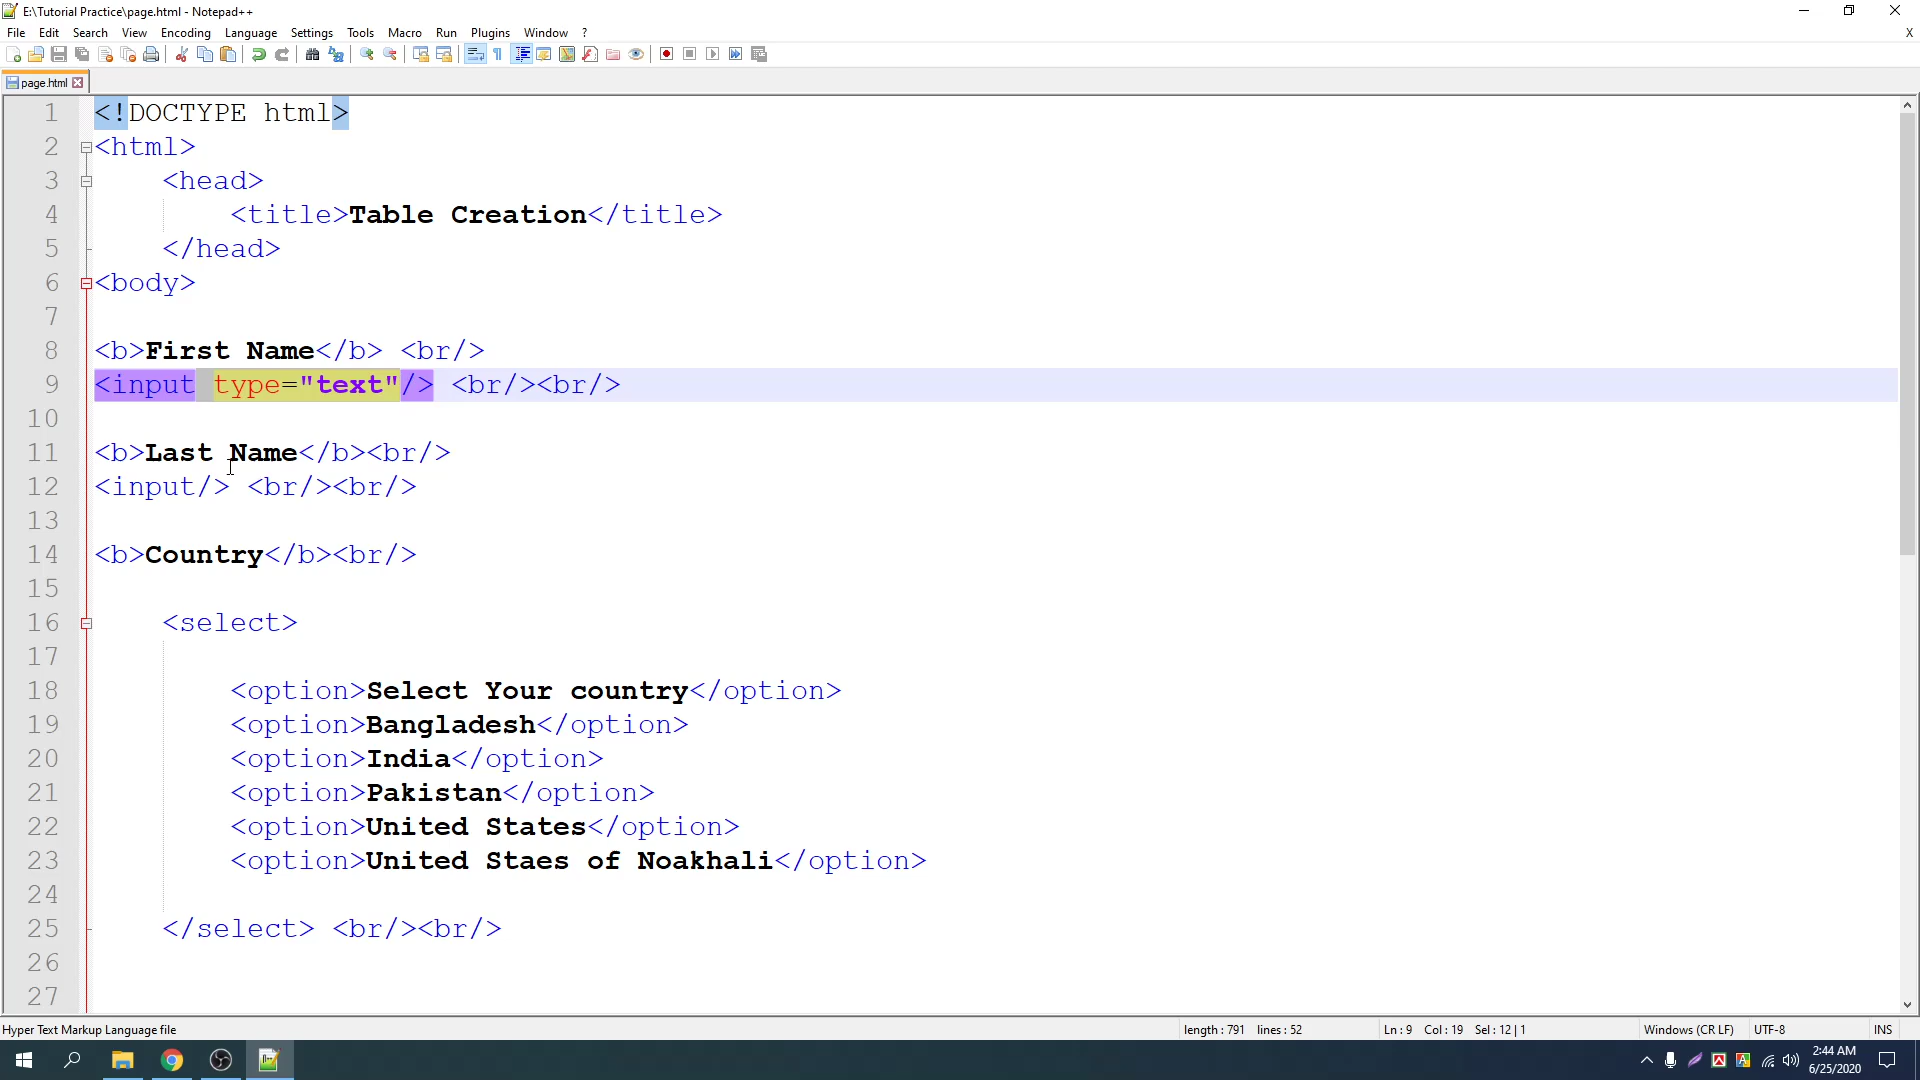 E:\Tutorial Practice\page.html - Notepad++
File Edit Search View Encoding Language Settings Tools Macro Run Plugins Window ? X
page.html
1 <!DOCTYPE html>
2 <html>
3 <head>
4 <title>Table Creation</title>
5 </head>
6 <body>
7
8 <b>First Name</b> <br/>
9 <input type="text"/> <br/><br/>
10
11 <b>Last Name</b><br/>
12 <input/> <br/><br/>
13
14 <b>Country</b><br/>
15
16 <select>
17
18 <option>Select Your country</option>
19 <option>Bangladesh</option>
20 <option>India</option>
21 <option>Pakistan</option>
22 <option>United States</option>
23 <option>United Staes of Noakhali</option>
24
25 </select> <br/><br/>
26
27
Hyper Text Markup Language file length : 791 lines : 52 Ln : 9 Col : 19 Sel : 12 | 1 Windows (CR LF) UTF-8 INS
2:44 AM
6/25/2020